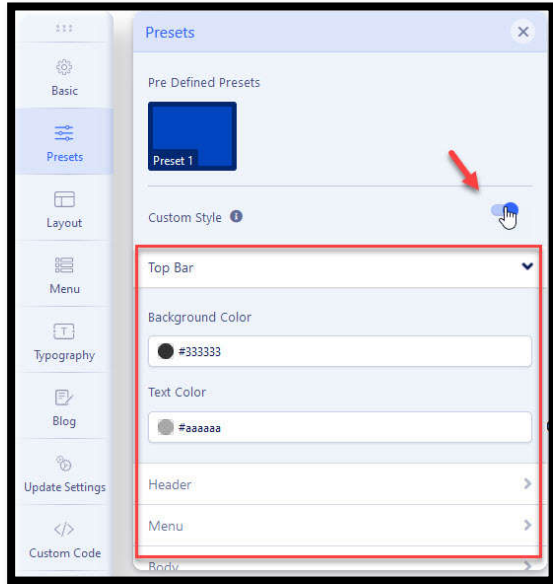 Basic
Presets
Layout
Menu
T
Typography
Blog
Update Settings
</>
Custom Code
Presets
Pre Defined Presets
Preset 1
Custom Style
Top Bar
Background Color
#333333
Text Color
#aaaaaa
Header
Menu
Body